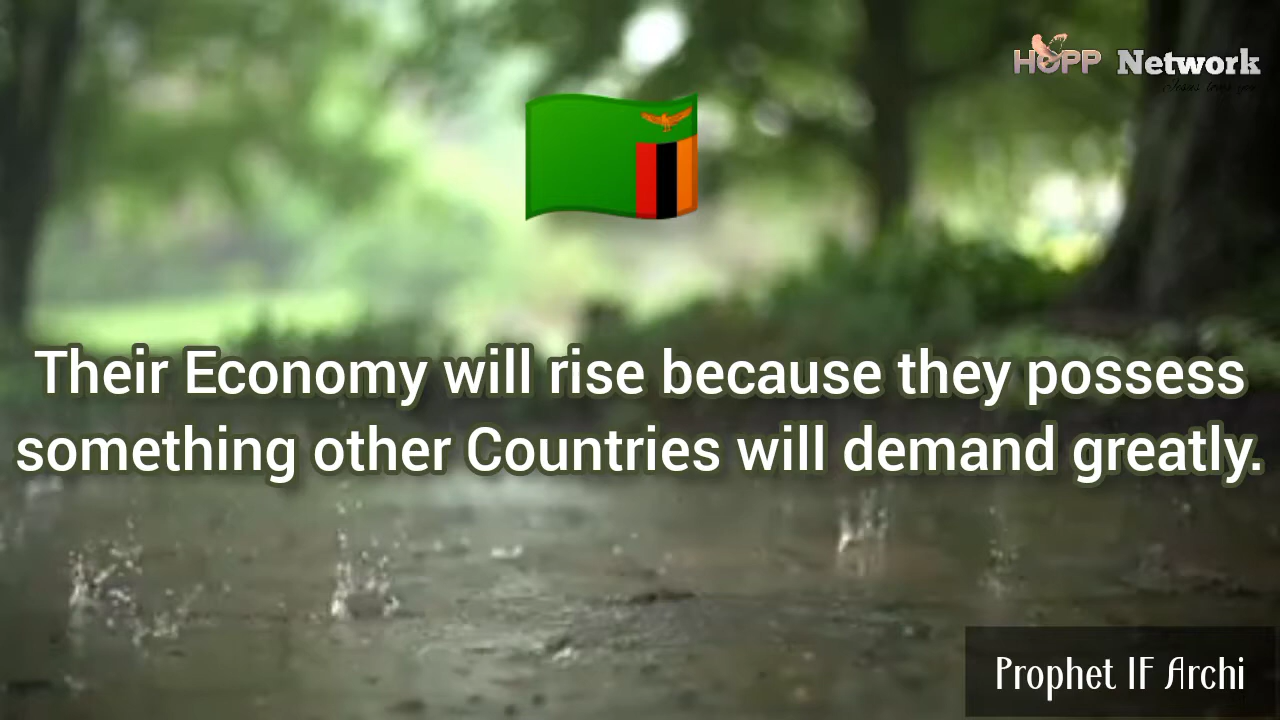 HOPP Network
Their Economy will rise because they possess
something other Countries will demand greatly.
Prophet IF Archi